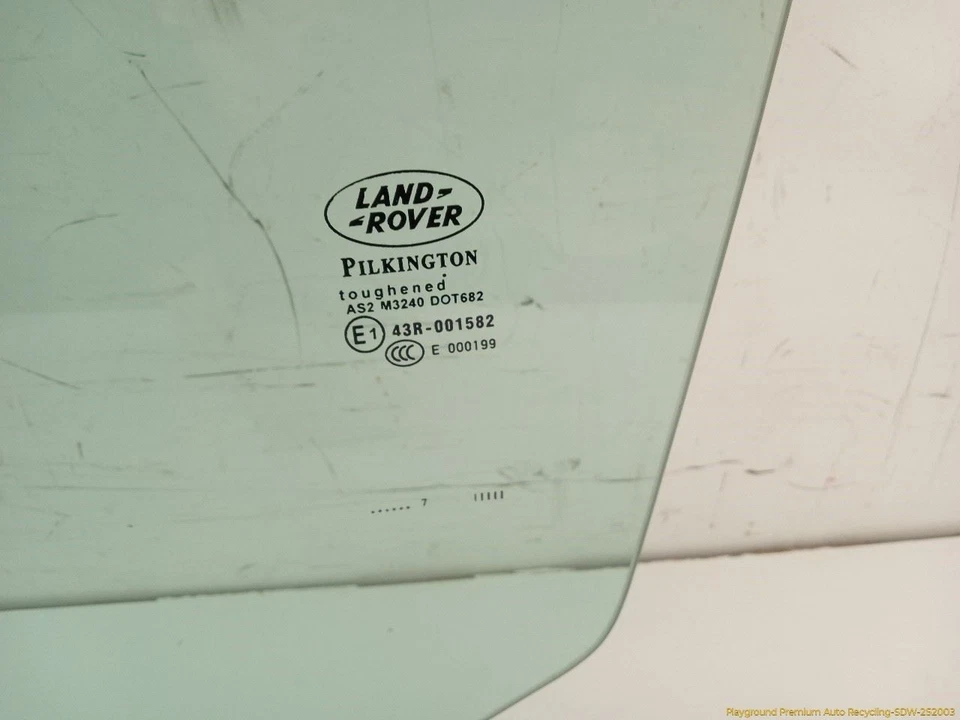 LAND
ROVER
PILKINGTON
toughened
AS2 M3240 DOT682
E1 43R-001582
CCC E 000199
...... 7 IIIII
Playground Premium Auto Recycling-SDW-252003